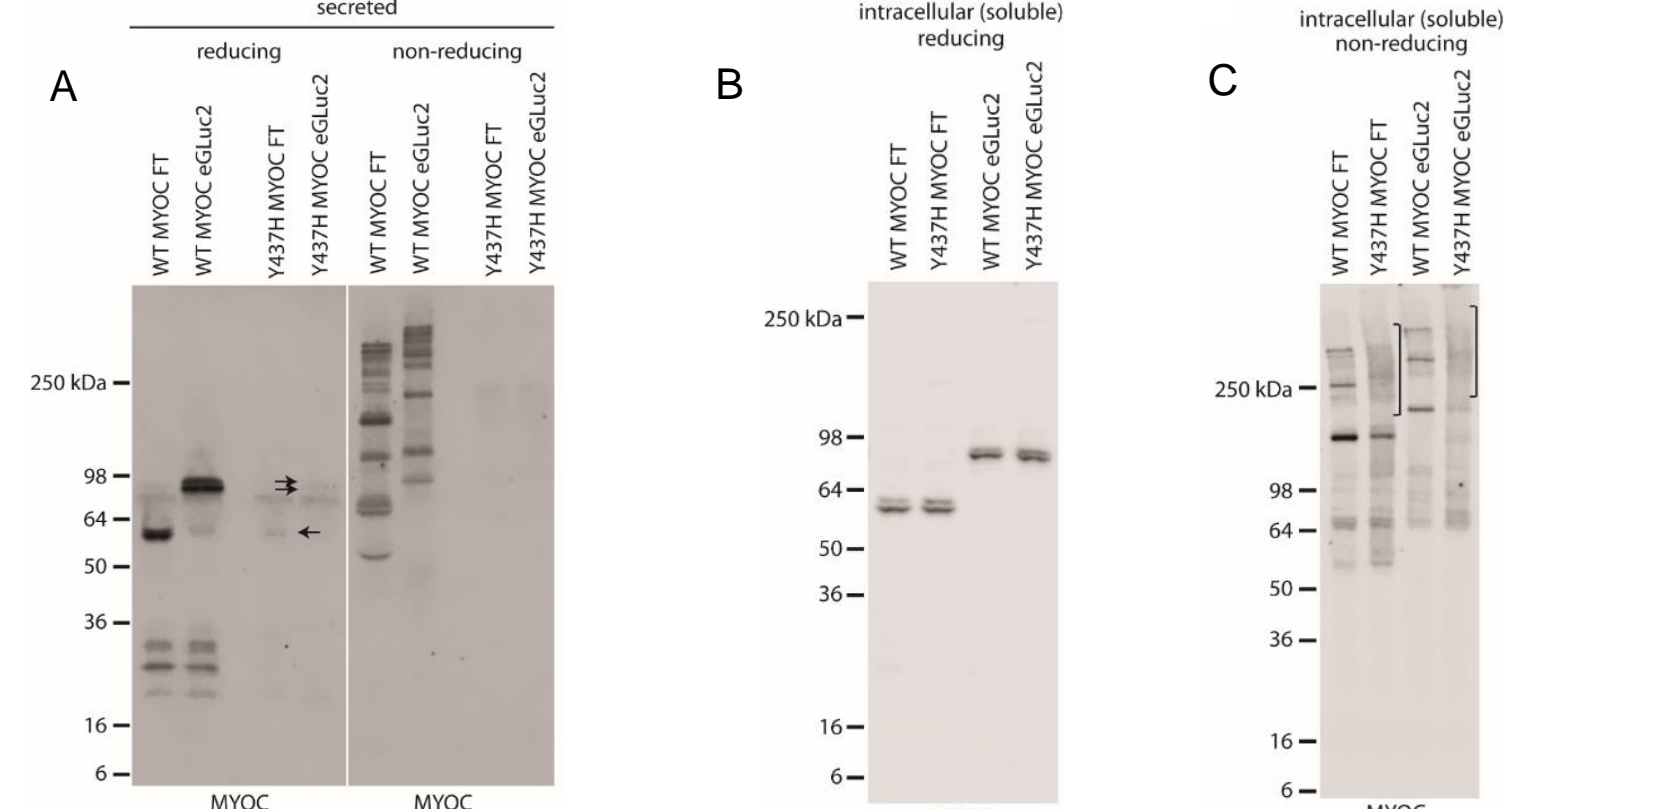 secreted
reducing
non-reducing
A
WT MYOC FT
WT MYOC eGLuc2
Y437H MYOC FT
Y437H MYOC eGLuc2
WT MYOC FT
WT MYOC eGLuc2
Y437H MYOC FT
Y437H MYOC eGLuc2
250 kDa
98
64
50
36
16
6
MYOC
MYOC
intracellular (soluble)
reducing
B
WT MYOC FT
Y437H MYOC FT
WT MYOC eGLuc2
Y437H MYOC eGLuc2
250 kDa
98
64
50
36
16
6
intracellular (soluble)
non-reducing
C
WT MYOC FT
Y437H MYOC FT
WT MYOC eGLuc2
Y437H MYOC eGLuc2
250 kDa
98
64
50
36
16
6
MYOC